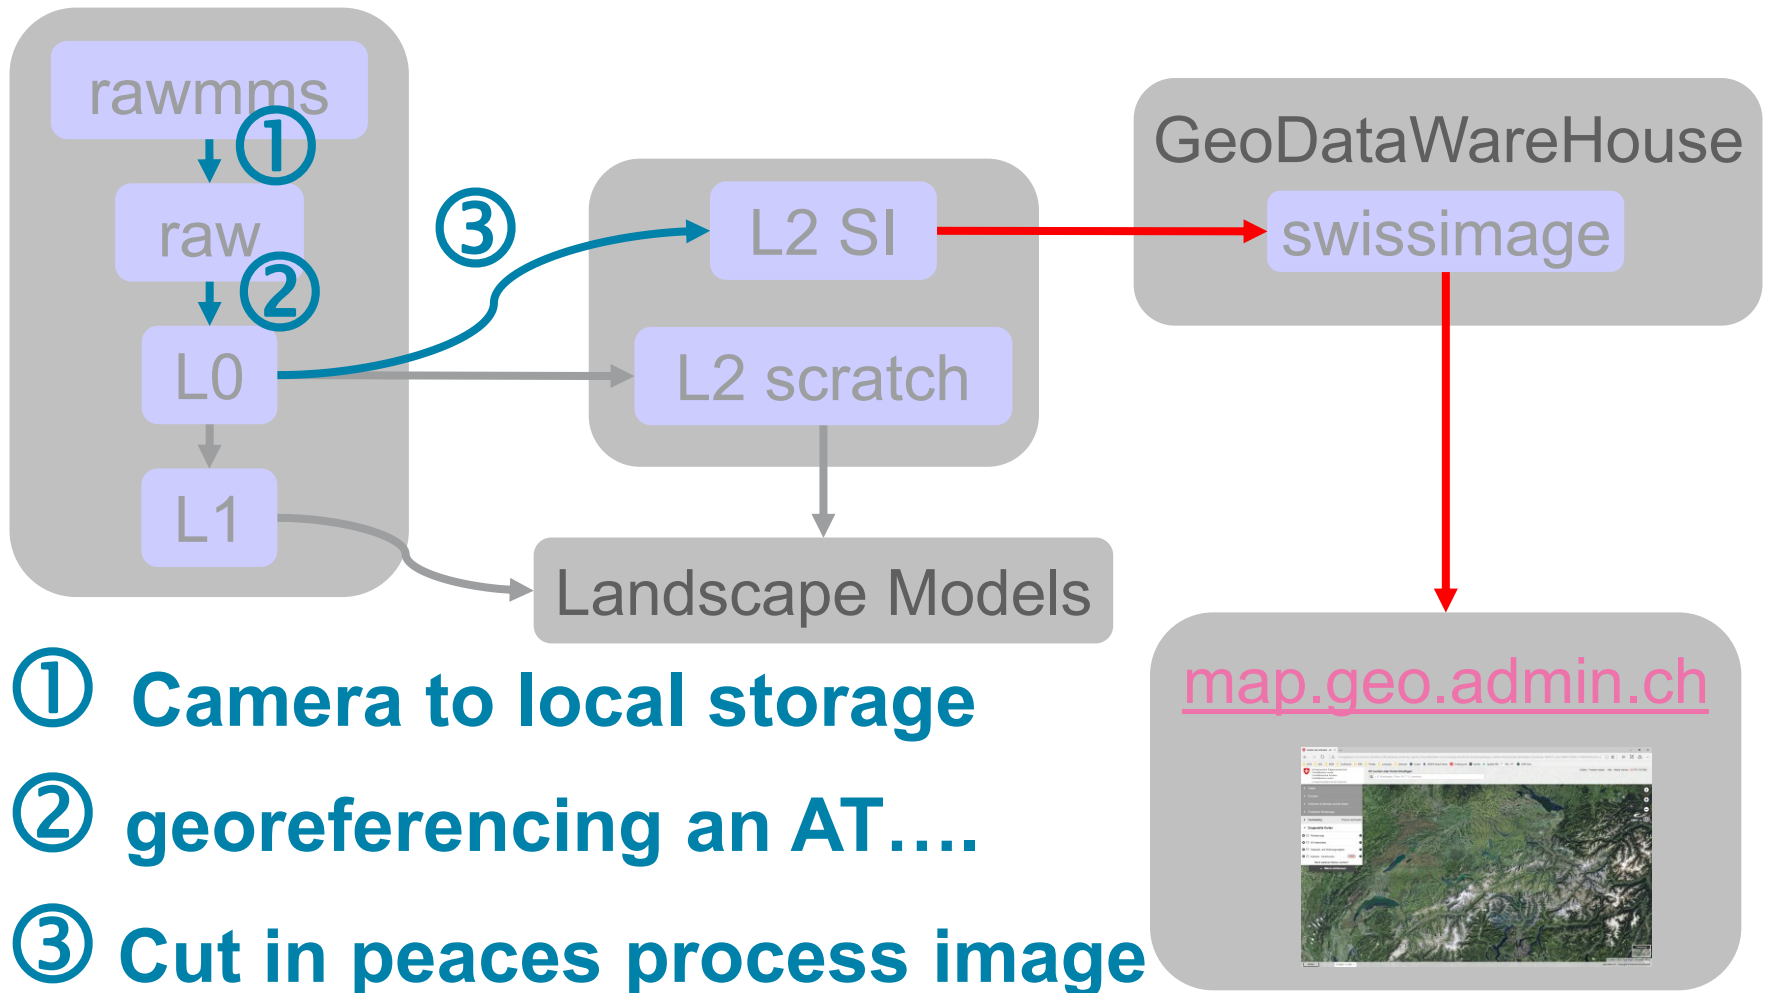 rawmms
①
raw
②
L0
L1
③
L2 SI
L2 scratch
Landscape Models
GeoDataWareHouse
swissimage
map.geo.admin.ch
① Camera to local storage
② georeferencing an AT….
③ Cut in peaces process image